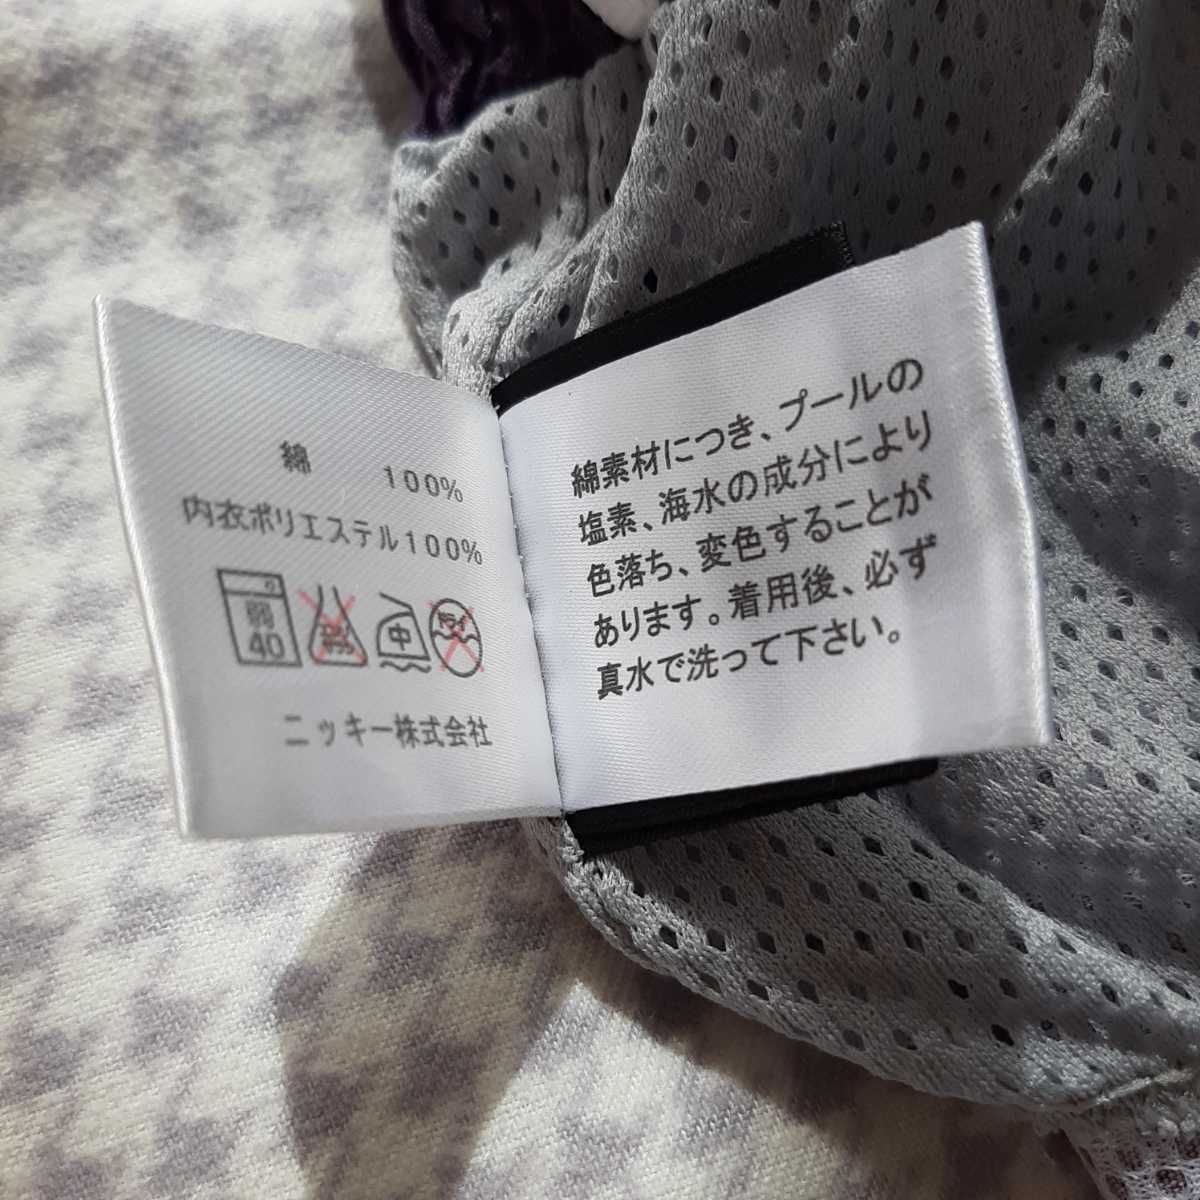 綿 100%
内衣ポリエステル100%
弱 40 中 ドライ
ニッキー株式会社
綿素材につき、プールの
塩素、海水の成分により
色落ち、変色することが
あります。着用後、必ず
真水で洗って下さい。